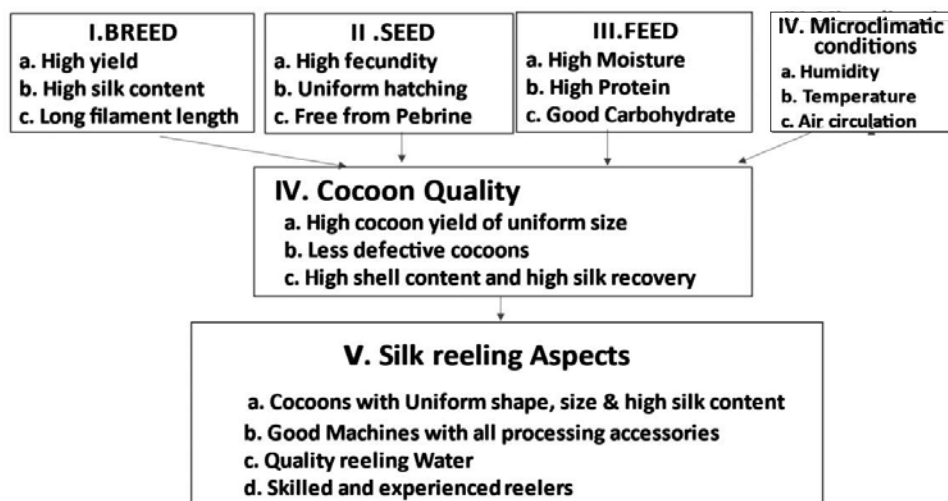 I.BREED
a. High yield
b. High silk content
c. Long filament length
II .SEED
a. High fecundity
b. Uniform hatching
c. Free from Pebrine
III.FEED
a. High Moisture
b. High Protein
c. Good Carbohydrate
IV. Microclimatic
conditions
a. Humidity
b. Temperature
c. Air circulation
IV. Cocoon Quality
a. High cocoon yield of uniform size
b. Less defective cocoons
c. High shell content and high silk recovery
V. Silk reeling Aspects
a. Cocoons with Uniform shape, size & high silk content
b. Good Machines with all processing accessories
c. Quality reeling Water
d. Skilled and experienced reelers